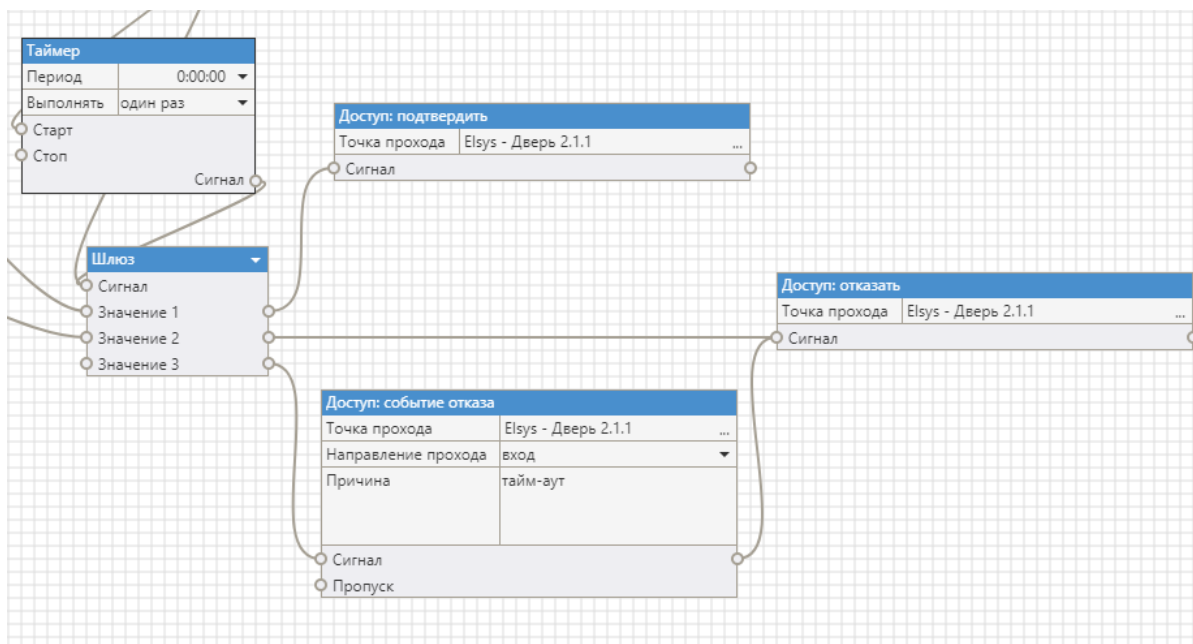 Таймер
Период 0:00:00
Выполнять один раз
Старт
Стоп
Сигнал
Доступ: подтвердить
Точка прохода Elsys - Дверь 2.1.1 ...
Сигнал
Шлюз
Сигнал
Значение 1
Значение 2
Значение 3
Доступ: отказать
Точка прохода Elsys - Дверь 2.1.1 ...
Сигнал
Доступ: событие отказа
Точка прохода Elsys - Дверь 2.1.1 ...
Направление прохода вход
Причина тайм-аут
Сигнал
Пропуск